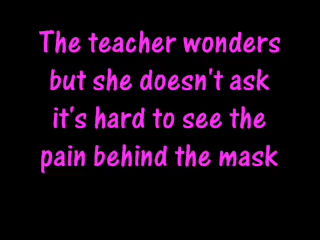 The teacher wonders
but she doesn't ask
it's hard to see the
pain behind the mask